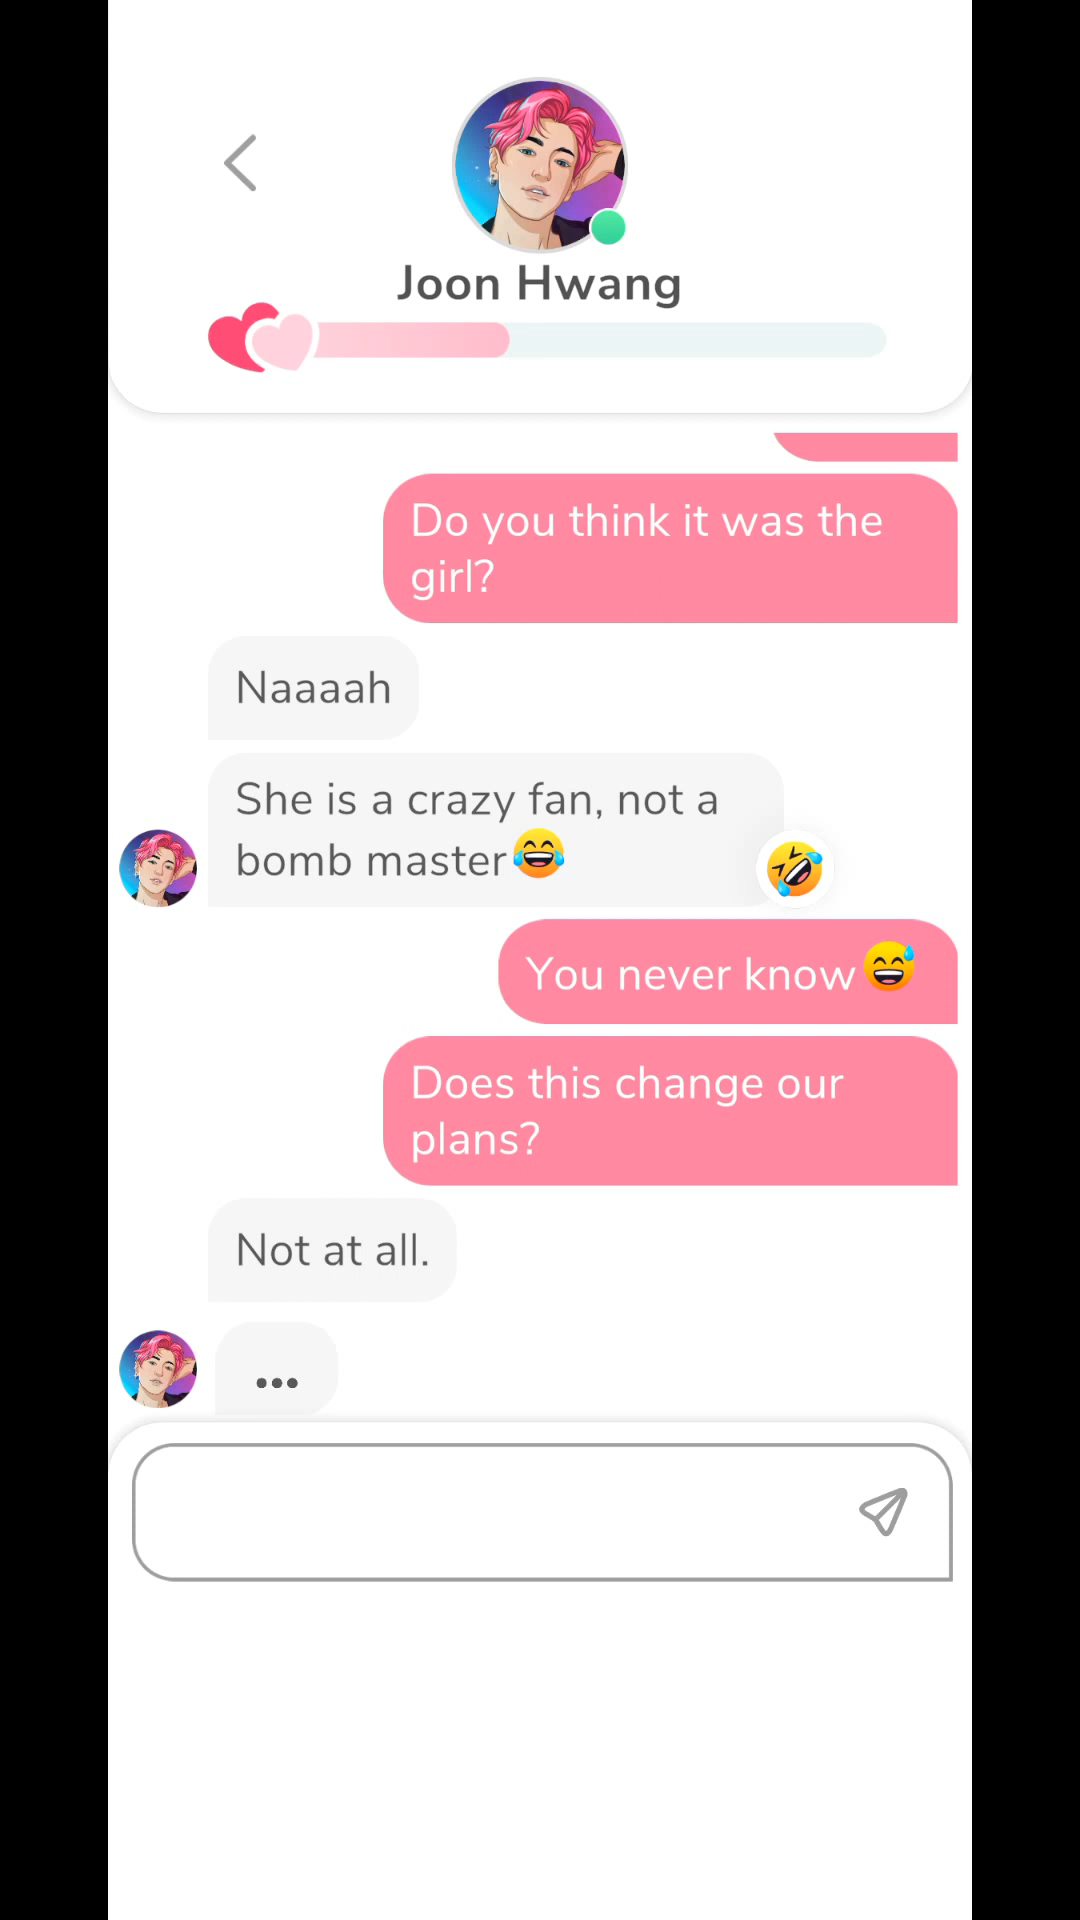 Joon Hwang
Do you think it was the
girl?
Naaaah
She is a crazy fan, not a
bomb master😂
🤣
You never know😅
Does this change our
plans?
Not at all.
...